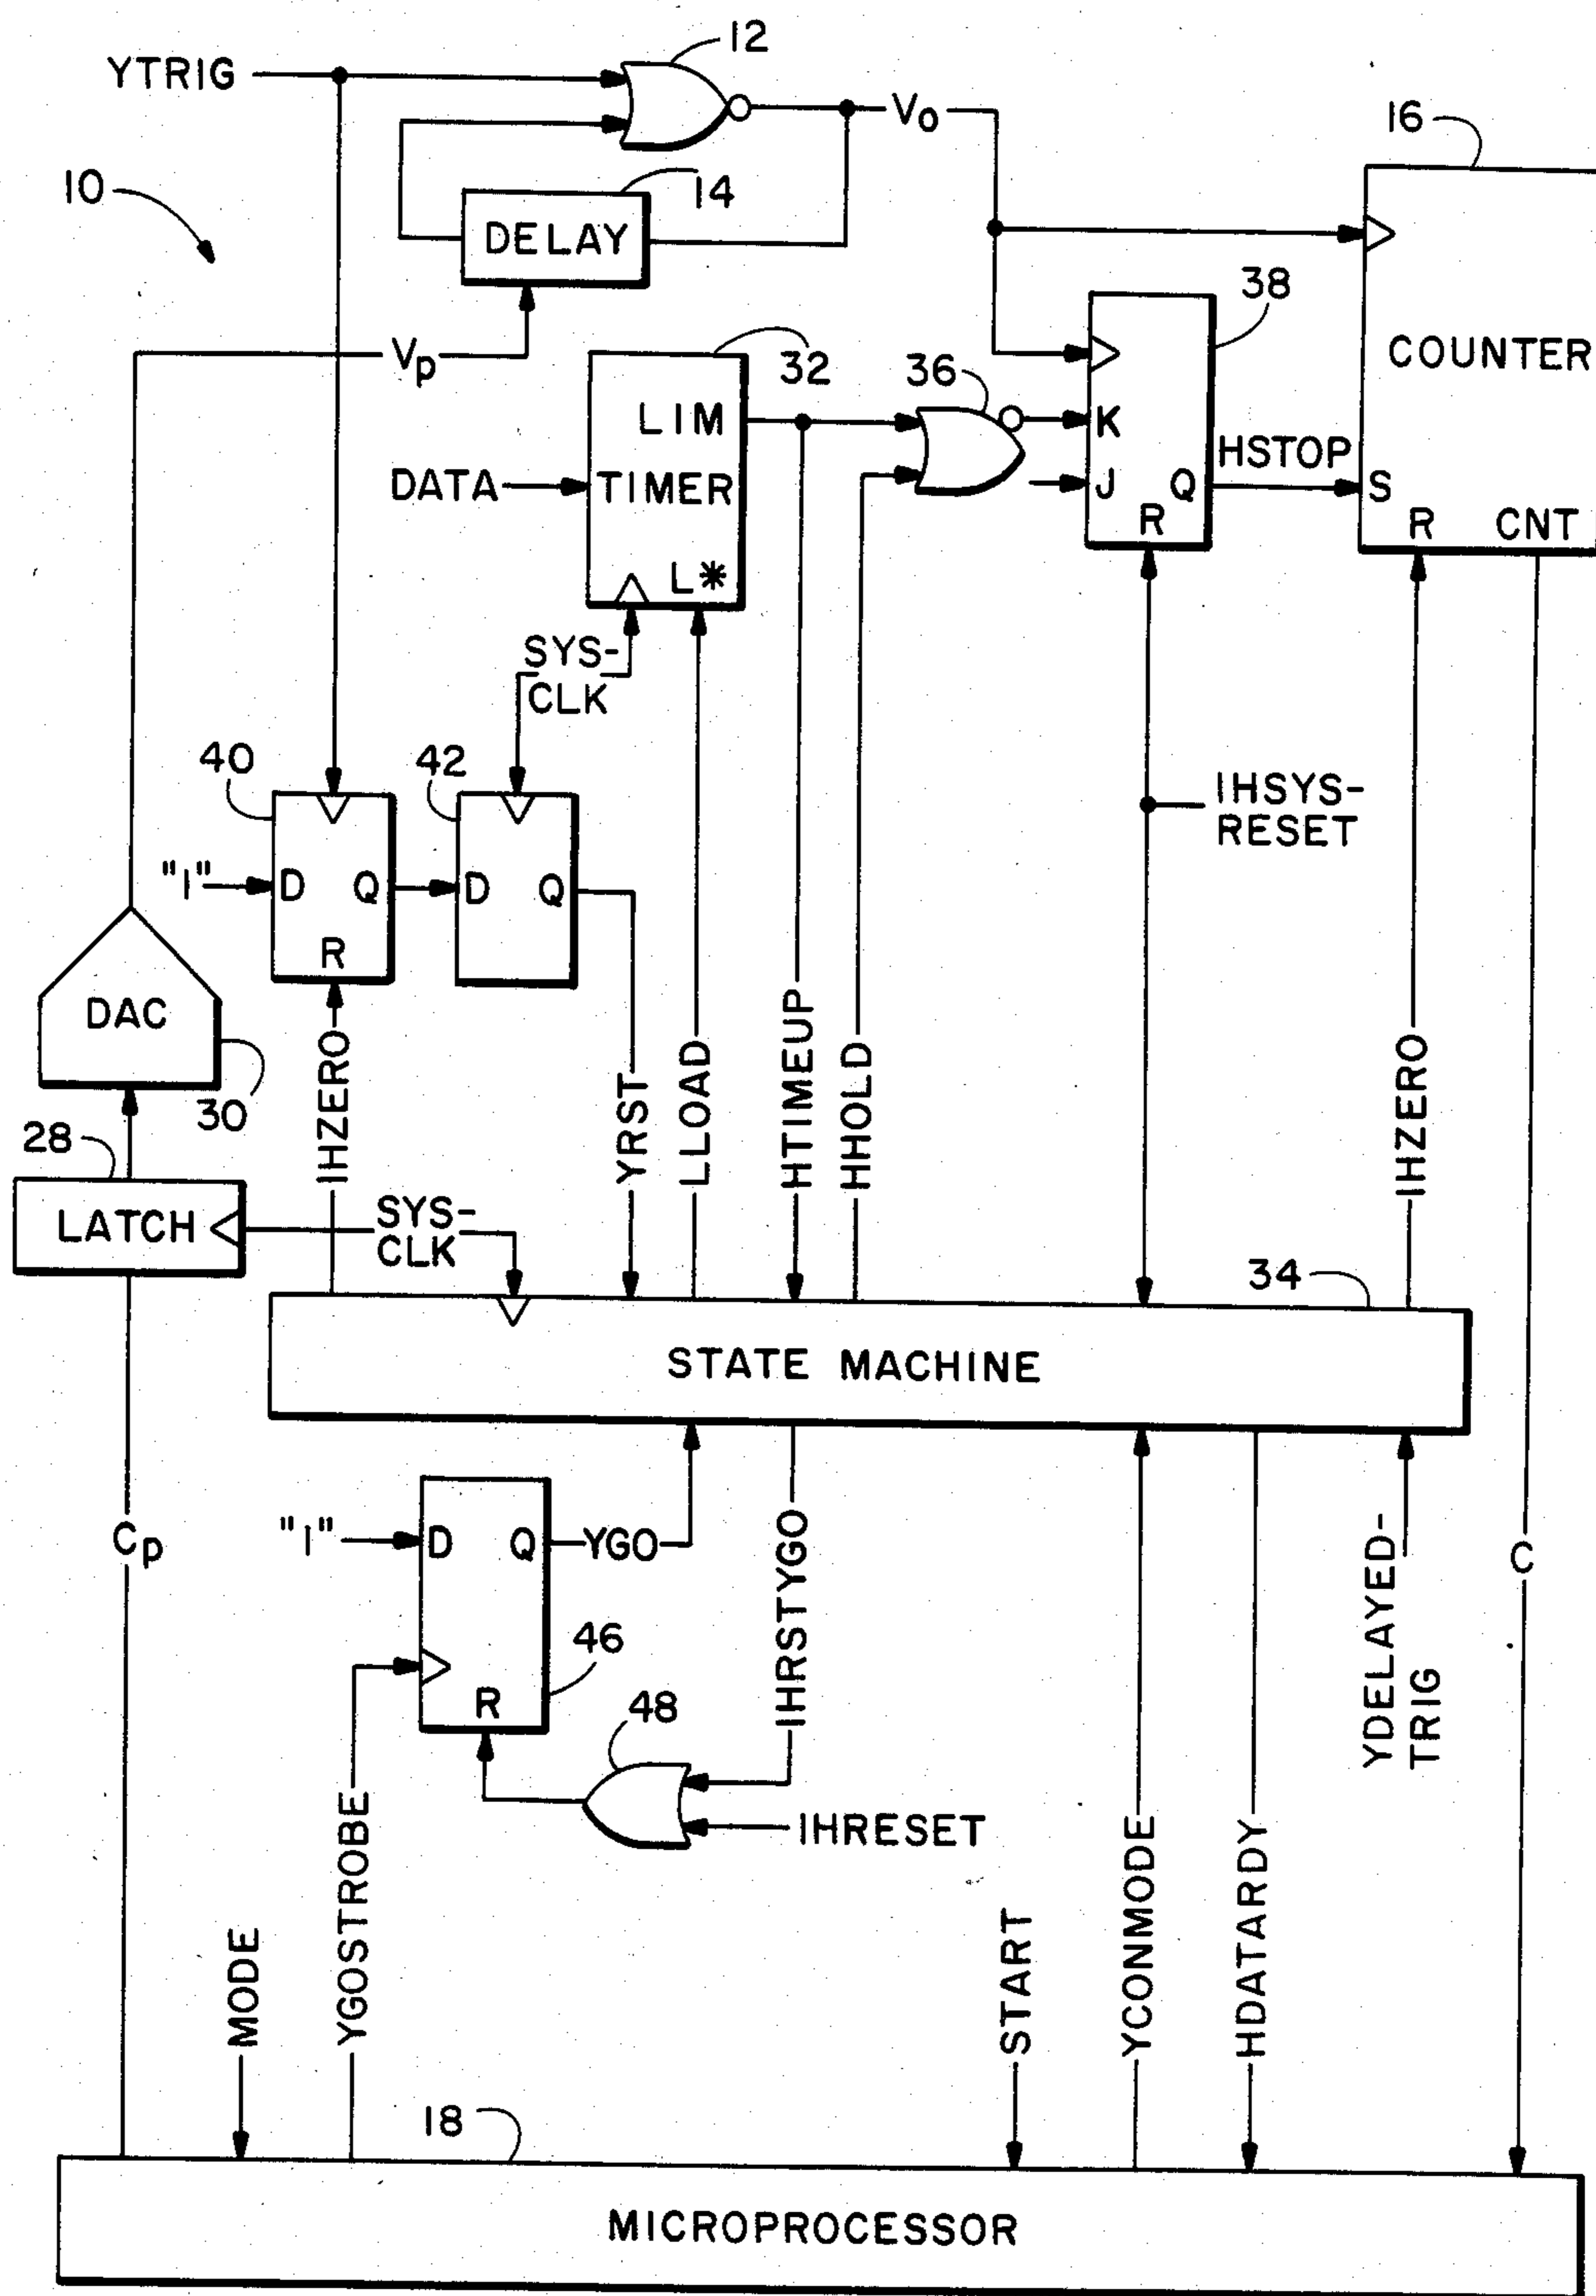 12
YTRIG
Vo
16
10
14
DELAY
38
Vp
32
36
COUNTER
LIM
K
HSTOP
DATA
TIMER
J
Q
S
R
R
CNT
L*
SYS-
CLK
40
42
IHSYS-
RESET
"1"
D
Q
D
Q
R
DAC
30
28
IHZERO
YRST
LLOAD
HTIMEUP
HHOLD
IHZERO
LATCH
SYS-
CLK
34
STATE MACHINE
Cp
"1"
D
Q
YGO
IHRSTYGO
YDELAYED-
TRIG
C
46
R
48
IHRESET
MODE
YGOSTROBE
START
YCONMODE
HDATARDY
18
MICROPROCESSOR